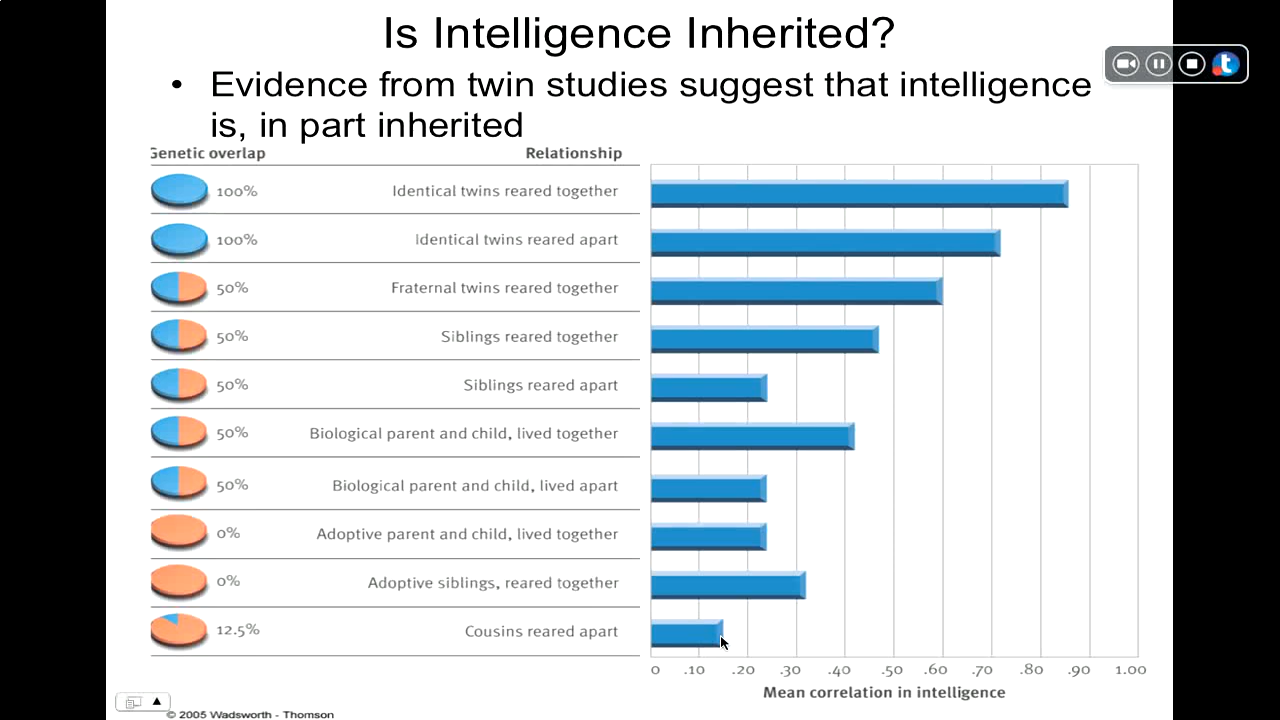 Is Intelligence Inherited?
• Evidence from twin studies suggest that intelligence
is, in part inherited
Genetic overlap Relationship
100% Identical twins reared together
100% Identical twins reared apart
50% Fraternal twins reared together
50% Siblings reared together
50% Siblings reared apart
50% Biological parent and child, lived together
50% Biological parent and child, lived apart
0% Adoptive parent and child, lived together
0% Adoptive siblings, reared together
12.5% Cousins reared apart
0 .10 .20 .30 .40 .50 .60 .70 .80 .90 1.00
Mean correlation in intelligence
© 2005 Wadsworth - Thomson
t